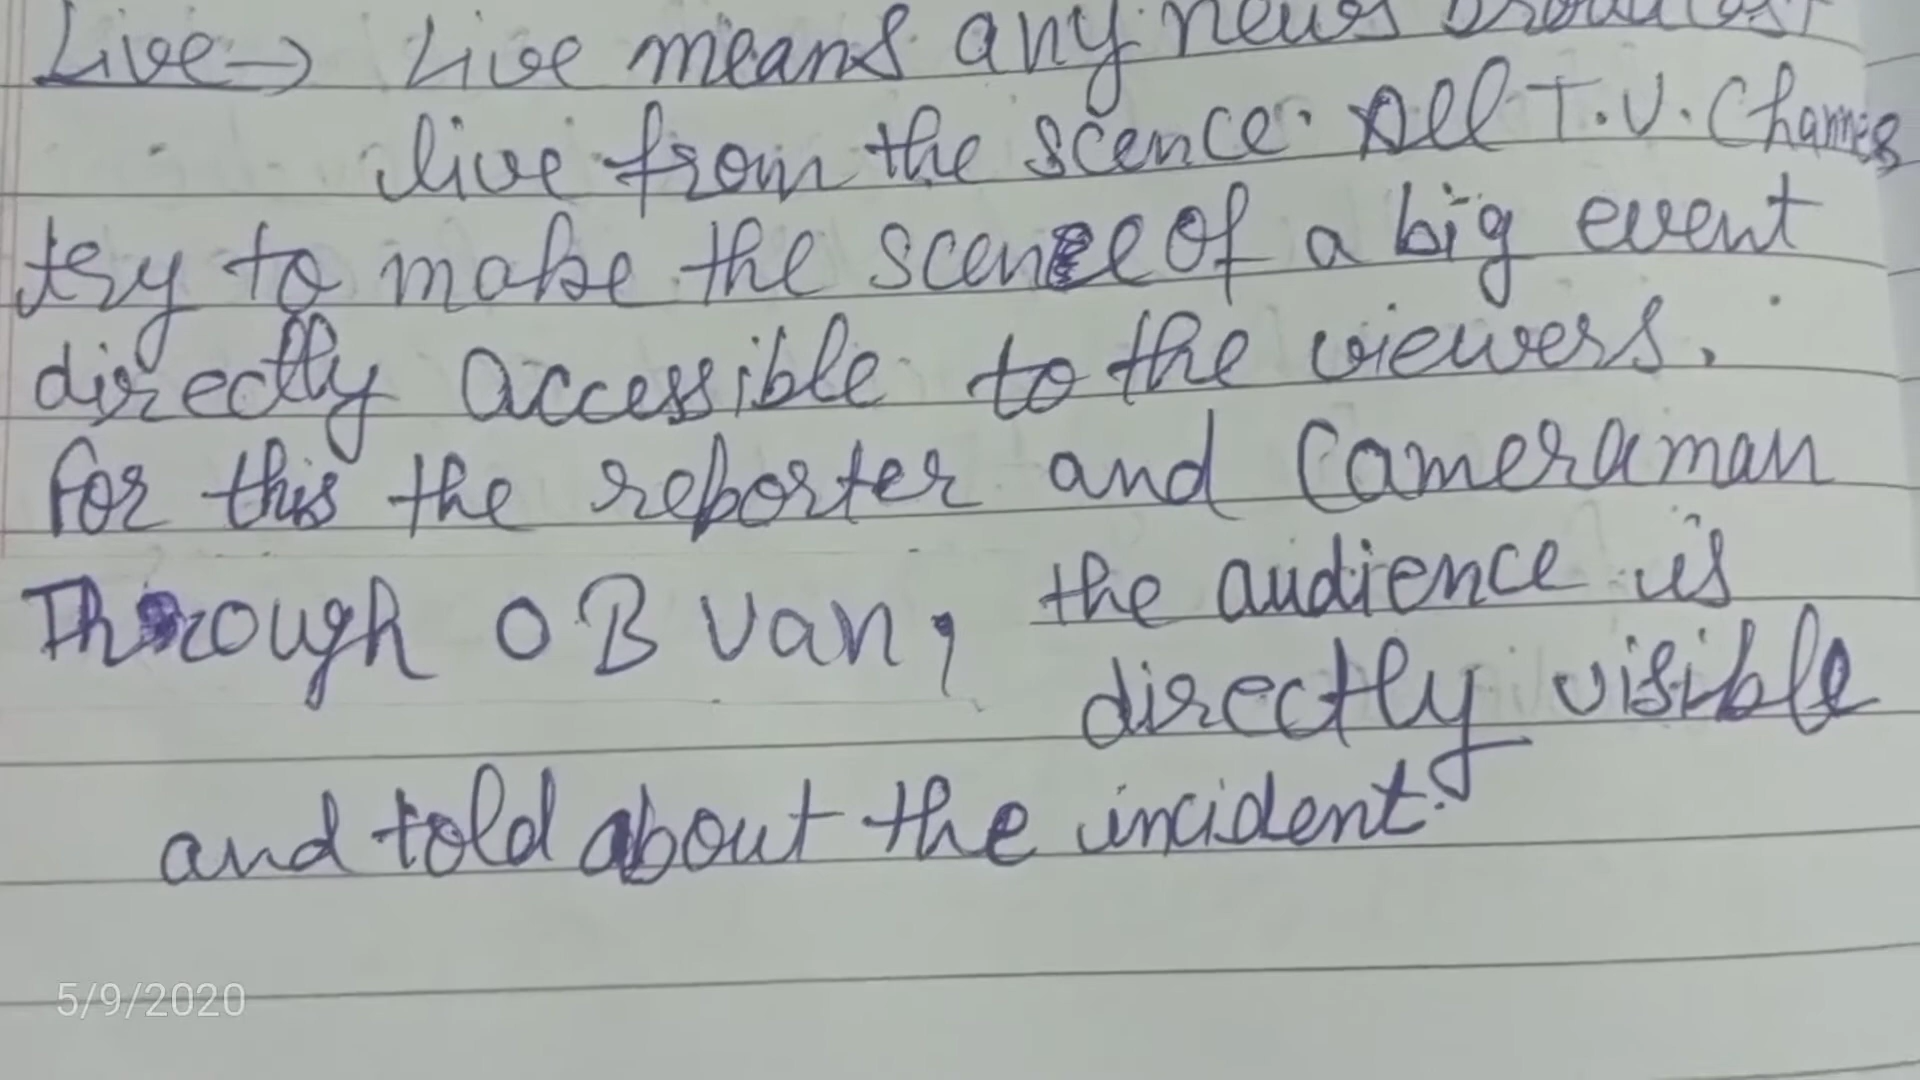 Live → Live means any news broadcast
live from the scence. All T.V. Channels
try to make the scene of a big event
directly accessible to the viewers.
for this the reporter and Cameraman
Through OB van, the audience is
directly visible
and told about the incident.
5/9/2020